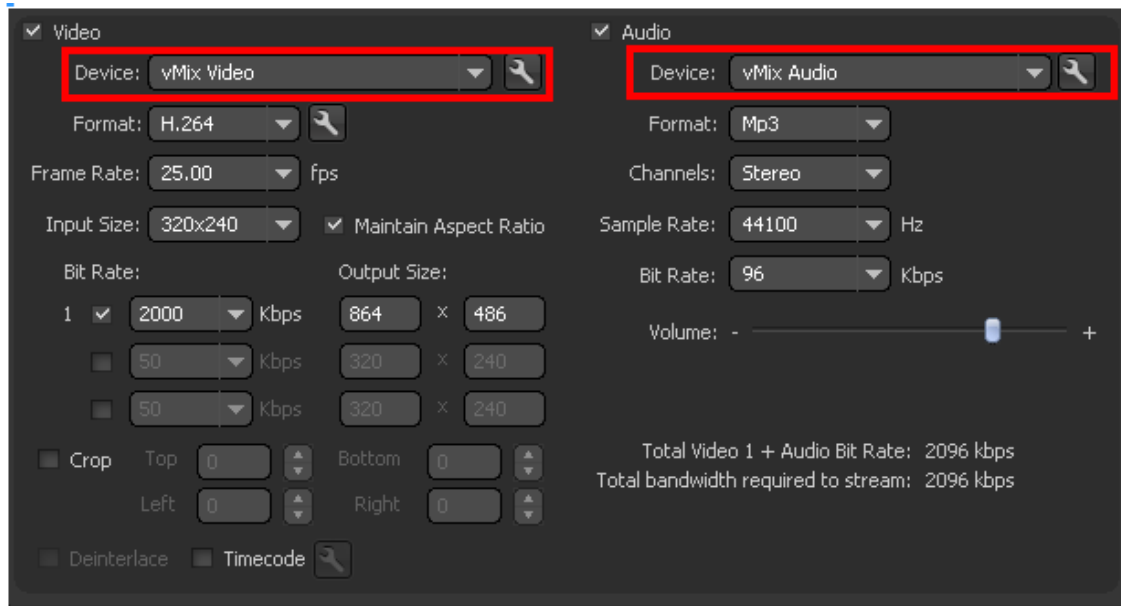 Video
Device: vMix Video
Format: H.264
Frame Rate: 25.00 fps
Input Size: 320x240 Maintain Aspect Ratio
Bit Rate: Output Size:
1 2000 Kbps 864 x 486
50 Kbps 320 x 240
50 Kbps 320 x 240
Crop Top 0 Bottom 0
Left 0 Right 0
Deinterlace Timecode
Audio
Device: vMix Audio
Format: Mp3
Channels: Stereo
Sample Rate: 44100 Hz
Bit Rate: 96 Kbps
Volume: - +
Total Video 1 + Audio Bit Rate: 2096 kbps
Total bandwidth required to stream: 2096 kbps